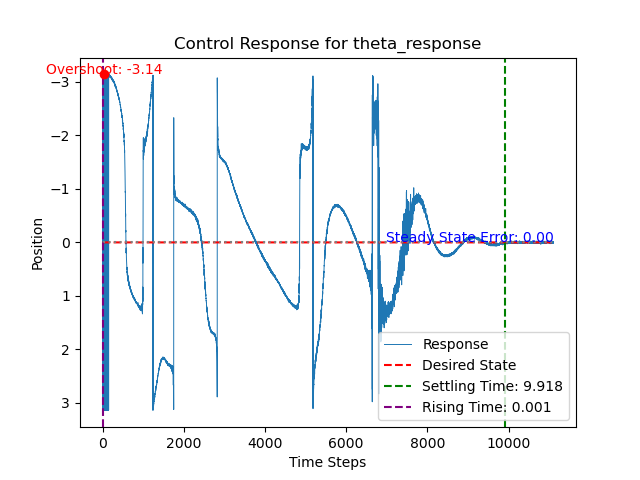 Control Response for theta_response
Overshoot: -3.14
−3
−2
−1
0
1
2
3
Position
Steady State Error: 0.00
Response
Desired State
Settling Time: 9.918
Rising Time: 0.001
0
2000
4000
6000
8000
10000
Time Steps